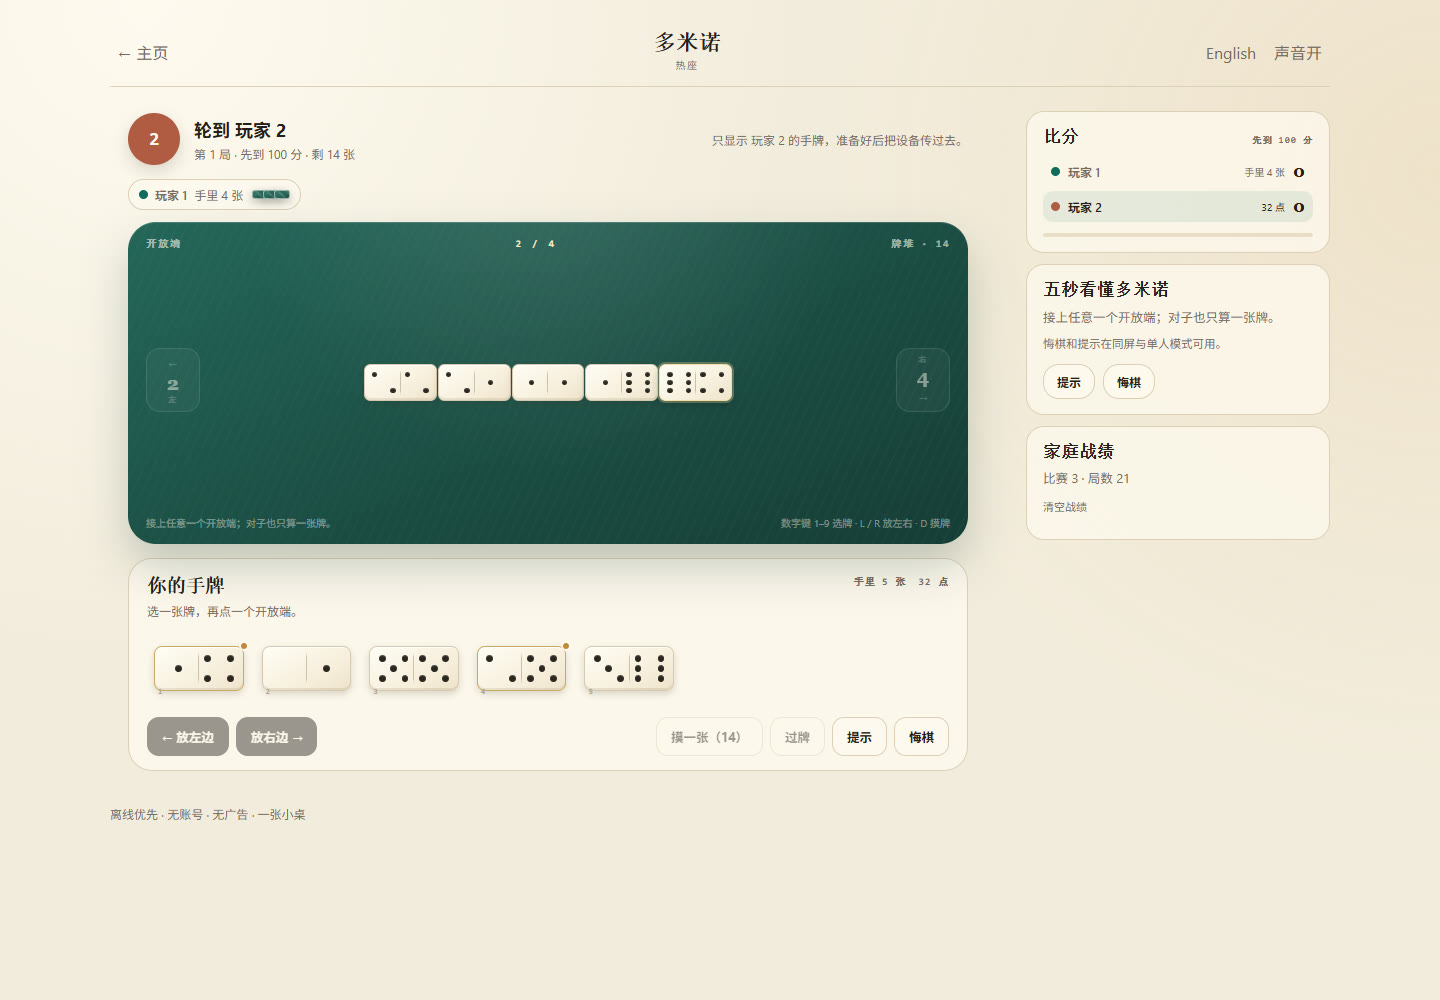 ← 主页
多米诺
热座
English 声音开
2
轮到 玩家 2
第 1 局 · 先到 100 分 · 剩 14 张
只显示 玩家 2 的手牌，准备好后把设备传过去。
玩家 1 手里 4 张
开放端
2 / 4
牌堆 · 14
←
2
左
右
4
→
接上任意一个开放端；对子也只算一张牌。
数字键 1–9 选牌 · L / R 放左右 · D 摸牌
你的手牌
手里 5 张 32 点
选一张牌，再点一个开放端。
1
2
3
4
5
← 放左边
放右边 →
摸一张（14）
过牌
提示
悔棋
比分
先到 100 分
玩家 1
手里 4 张 0
玩家 2
32 点 0
五秒看懂多米诺
接上任意一个开放端；对子也只算一张牌。
悔棋和提示在同屏与单人模式可用。
提示
悔棋
家庭战绩
比赛 3 · 局数 21
清空战绩
离线优先 · 无账号 · 无广告 · 一张小桌